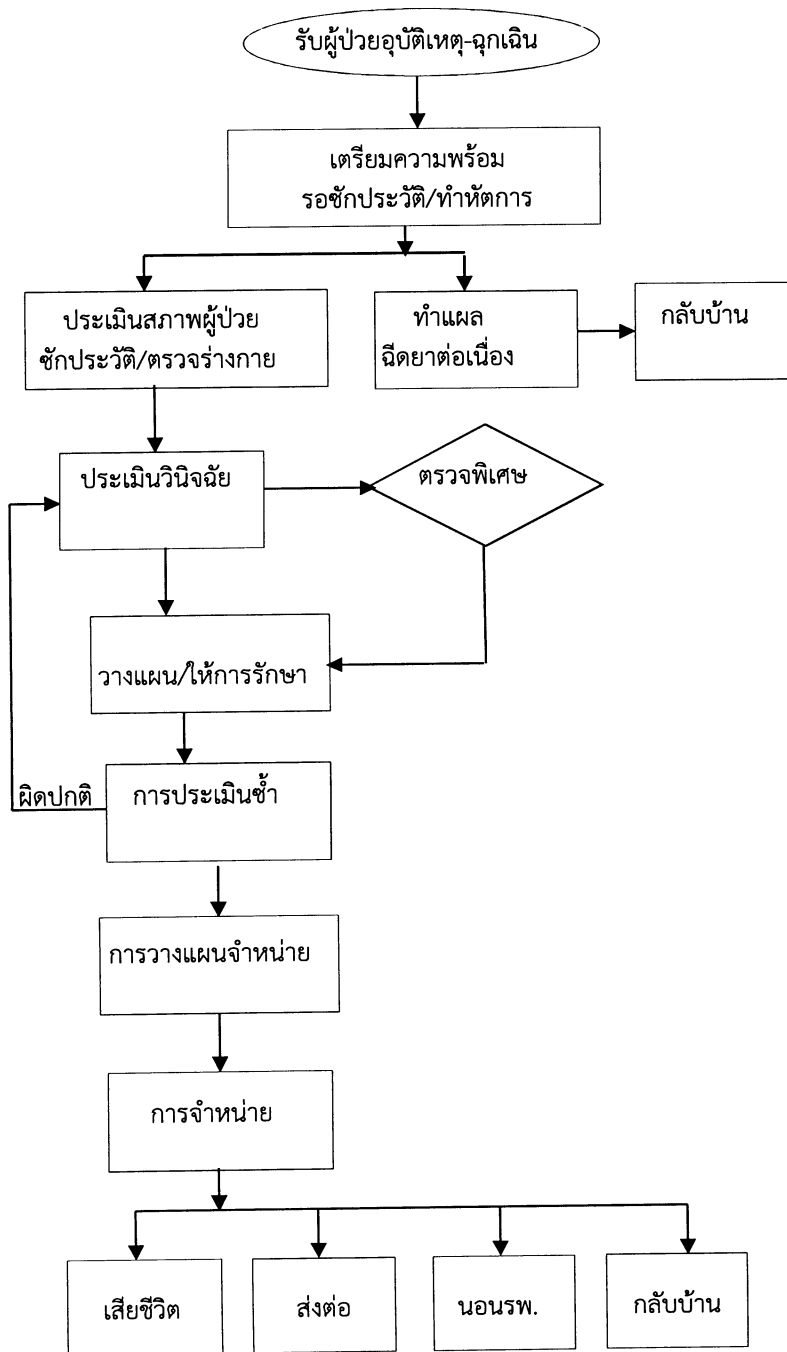 รับผู้ป่วยอุบัติเหตุ-ฉุกเฉิน
เตรียมความพร้อม
รอซักประวัติ/ทำหัตการ
ประเมินสภาพผู้ป่วย
ซักประวัติ/ตรวจร่างกาย
ทำแผล
ฉีดยาต่อเนื่อง
กลับบ้าน
ประเมินวินิจฉัย
ตรวจพิเศษ
วางแผน/ให้การรักษา
ผิดปกติ
การประเมินซ้ำ
การวางแผนจำหน่าย
การจำหน่าย
เสียชีวิต
ส่งต่อ
นอนรพ.
กลับบ้าน